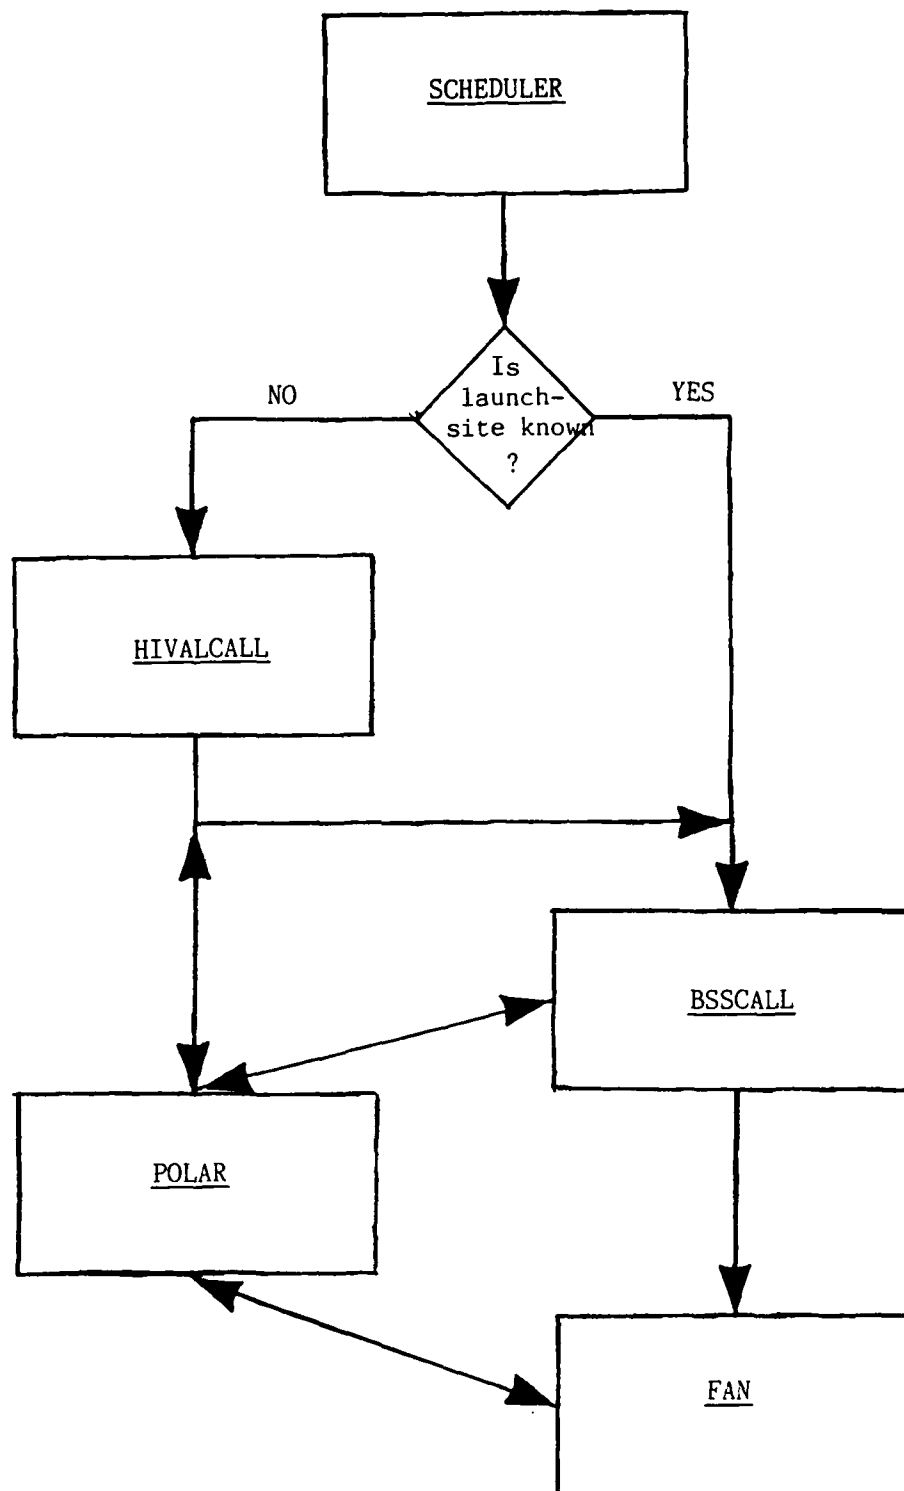 SCHEDULER
Is
launch-
site known
?
NO
YES
HIVALCALL
BSSCALL
POLAR
FAN